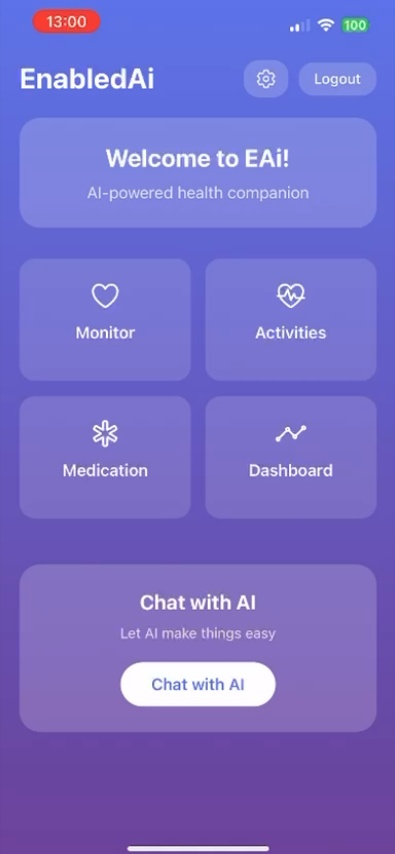 13:00
100
EnabledAi
Logout
Welcome to EAi!
AI-powered health companion
Monitor
Activities
Medication
Dashboard
Chat with AI
Let AI make things easy
Chat with AI